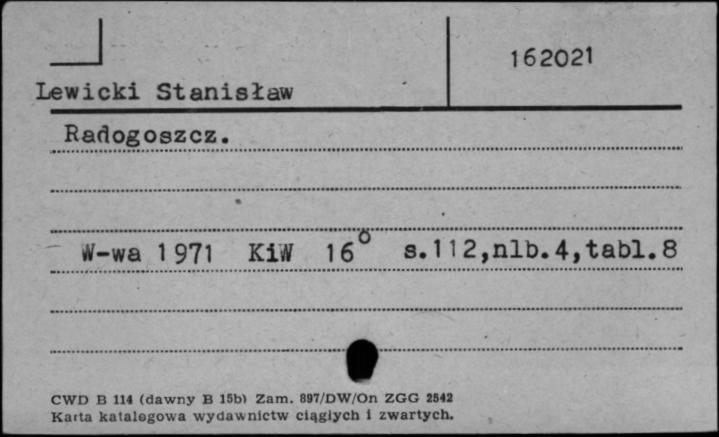 162021
Lewicki Stanisław
Radogoszcz.
W-wa 1971 KiW 16° s.112,nlb.4,tabl.8
CWD B 114 (dawny B 15b) Zam. 897/DW/On ZGG 2542
Karta katalogowa wydawnictw ciągłych i zwartych.